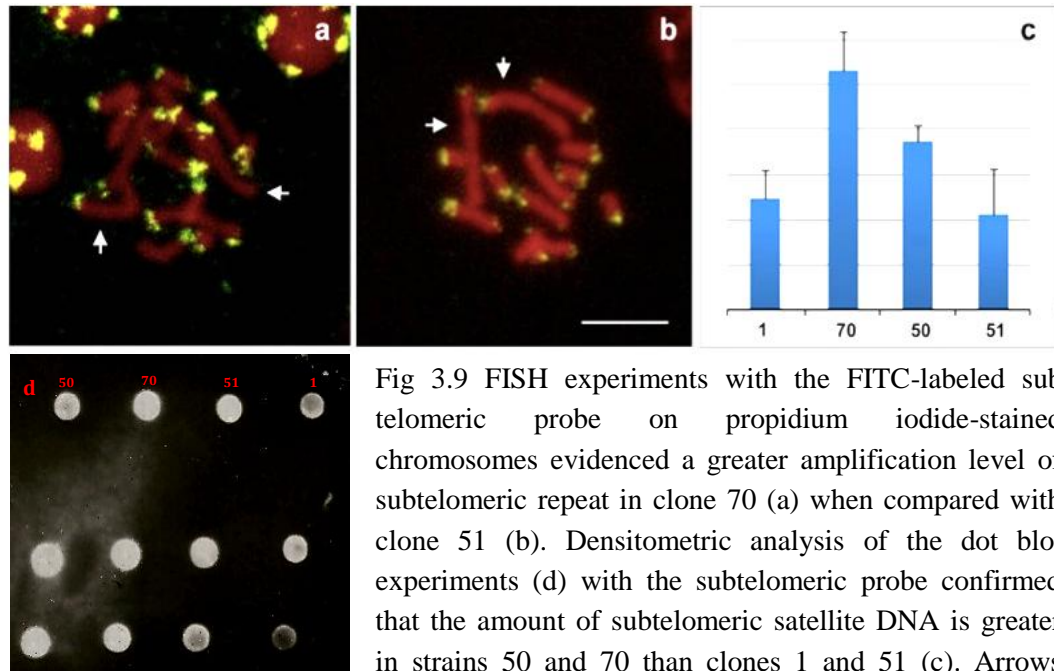 a
b
c
1 70 50 51
d
50 70 51 1
Fig 3.9 FISH experiments with the FITC-labeled sub
telomeric probe on propidium iodide-stained
chromosomes evidenced a greater amplification level of
subtelomeric repeat in clone 70 (a) when compared with
clone 51 (b). Densitometric analysis of the dot blo
experiments (d) with the subtelomeric probe confirmed
that the amount of subtelomeric satellite DNA is greater
in strains 50 and 70 than clones 1 and 51 (c). Arrows